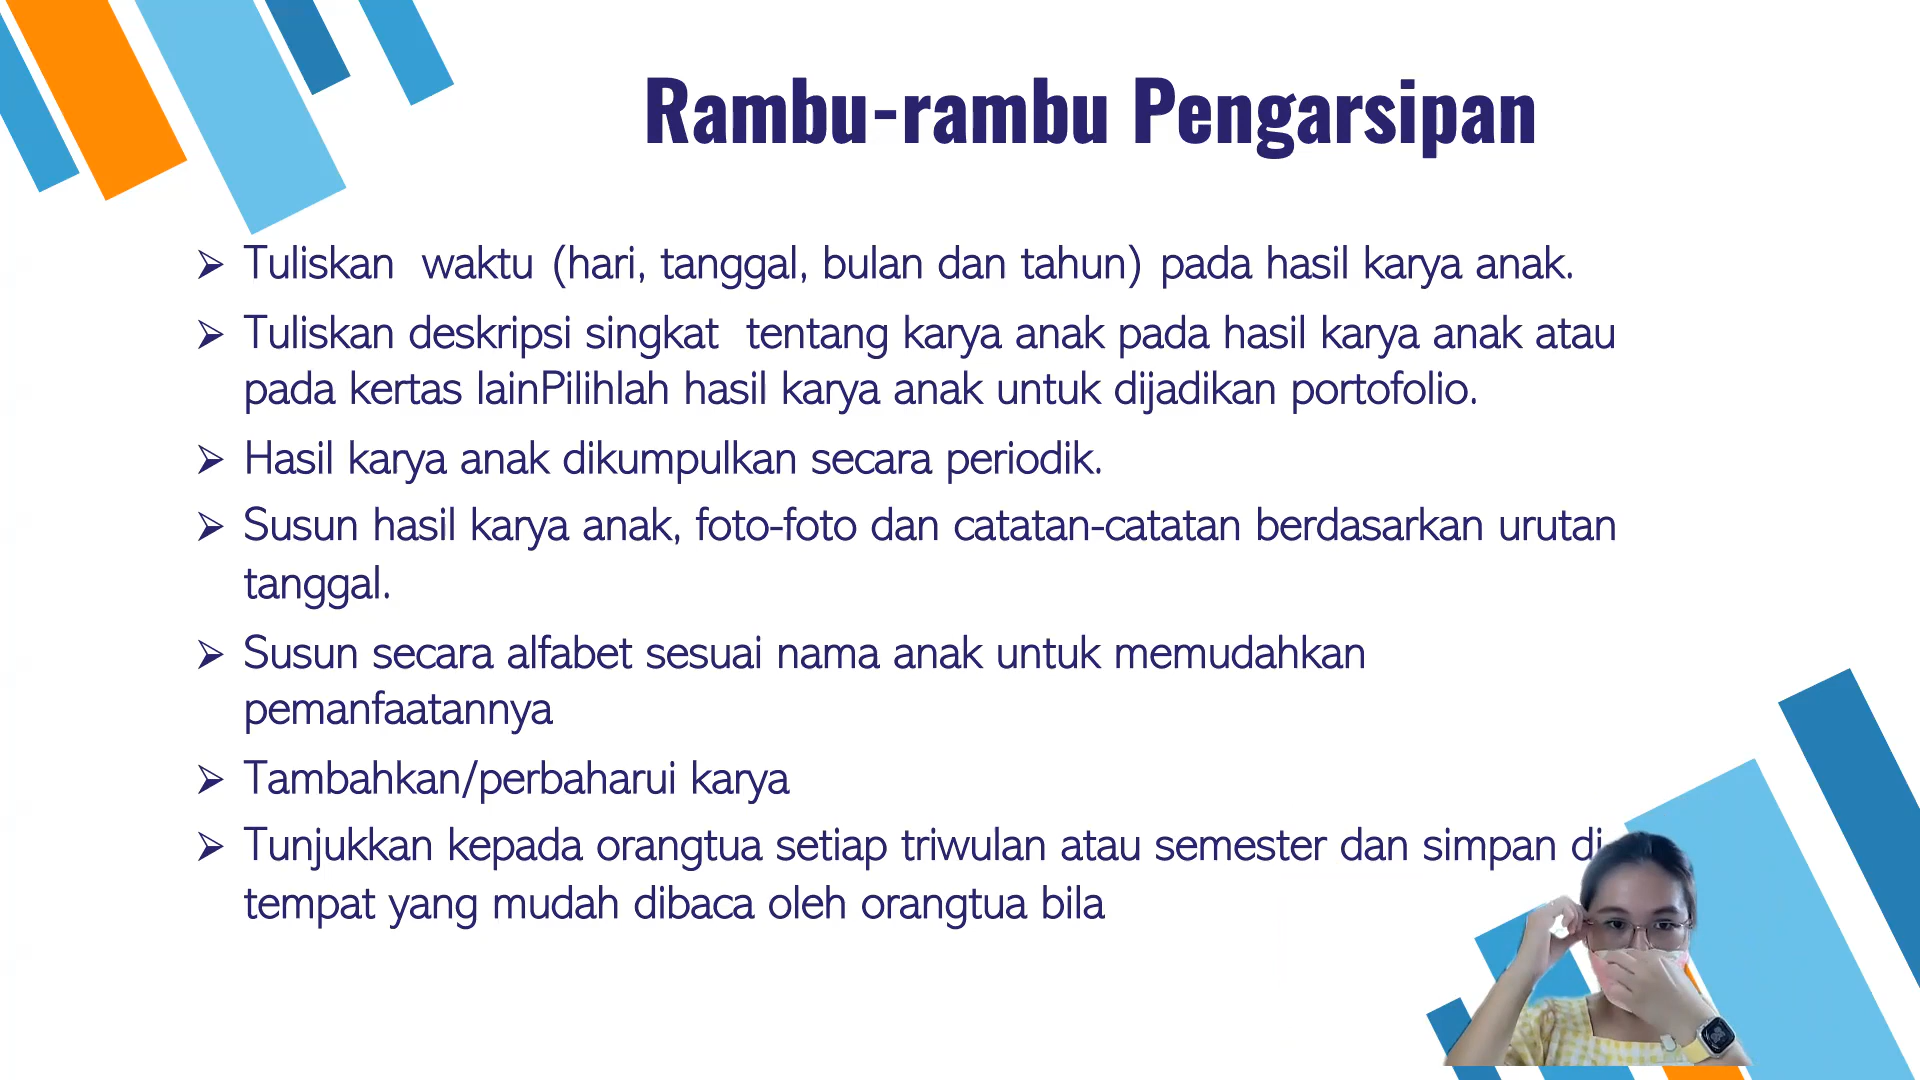 Rambu-rambu Pengarsipan
Tuliskan waktu (hari, tanggal, bulan dan tahun) pada hasil karya anak.
Tuliskan deskripsi singkat tentang karya anak pada hasil karya anak atau
pada kertas lainPilihlah hasil karya anak untuk dijadikan portofolio.
Hasil karya anak dikumpulkan secara periodik.
Susun hasil karya anak, foto-foto dan catatan-catatan berdasarkan urutan
tanggal.
Susun secara alfabet sesuai nama anak untuk memudahkan
pemanfaatannya
Tambahkan/perbaharui karya
Tunjukkan kepada orangtua setiap triwulan atau semester dan simpan di
tempat yang mudah dibaca oleh orangtua bila